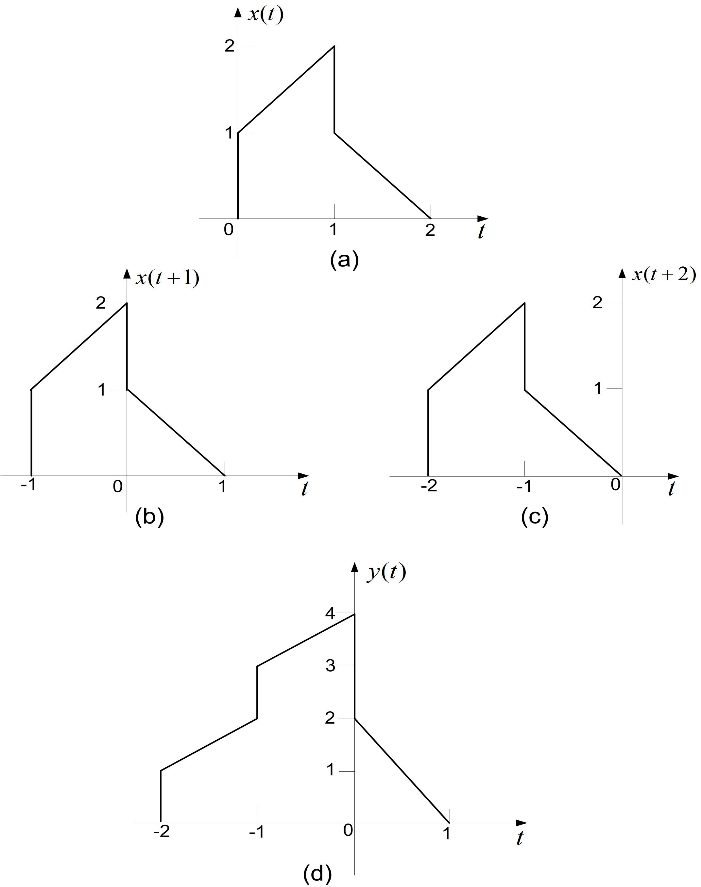 x(t)
2
1
0 1 2 t
(a)
x(t+1)
2
1
-1 0 1 t
(b)
x(t+2)
2
1
-2 -1 0 t
(c)
y(t)
4
3
2
1
-2 -1 0 1 t
(d)